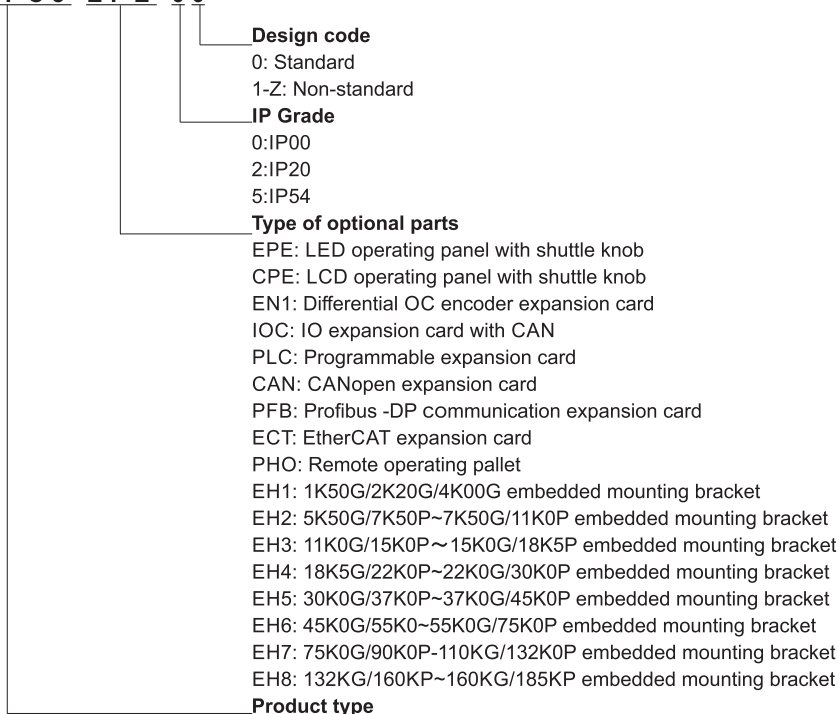 Design code
0: Standard
1-Z: Non-standard
IP Grade
0:IP00
2:IP20
5:IP54
Type of optional parts
EPE: LED operating panel with shuttle knob
CPE: LCD operating panel with shuttle knob
EN1: Differential OC encoder expansion card
IOC: IO expansion card with CAN
PLC: Programmable expansion card
CAN: CANopen expansion card
PFB: Profibus -DP communication expansion card
ECT: EtherCAT expansion card
PHO: Remote operating pallet
EH1: 1K50G/2K20G/4K00G embedded mounting bracket
EH2: 5K50G/7K50P~7K50G/11K0P embedded mounting bracket
EH3: 11K0G/15K0P～15K0G/18K5P embedded mounting bracket
EH4: 18K5G/22K0P~22K0G/30K0P embedded mounting bracket
EH5: 30K0G/37K0P~37K0G/45K0P embedded mounting bracket
EH6: 45K0G/55K0~55K0G/75K0P embedded mounting bracket
EH7: 75K0G/90K0P-110KG/132K0P embedded mounting bracket
EH8: 132KG/160KP~160KG/185KP embedded mounting bracket
Product type